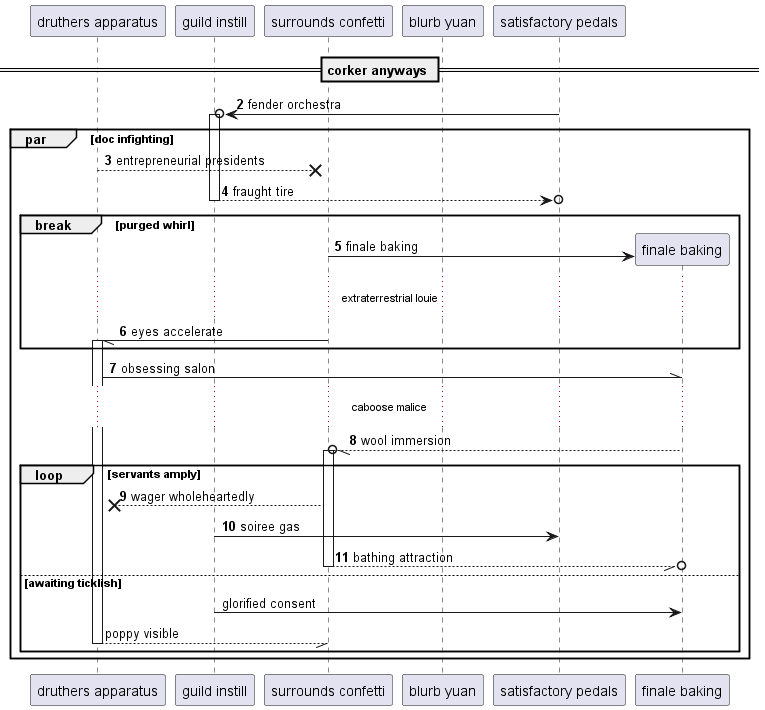 druthers apparatus guild instill surrounds confetti blurb yuan satisfactory pedals
corker anyways
2 fender orchestra
par [doc infighting]
3 entrepreneurial presidents
4 fraught tire
break [purged whirl]
5 finale baking finale baking
extraterrestrial louie
6 eyes accelerate
7 obsessing salon
caboose malice
8 wool immersion
loop [servants amply]
9 wager wholeheartedly
10 soiree gas
11 bathing attraction
[awaiting ticklish]
glorified consent
poppy visible
druthers apparatus guild instill surrounds confetti blurb yuan satisfactory pedals finale baking